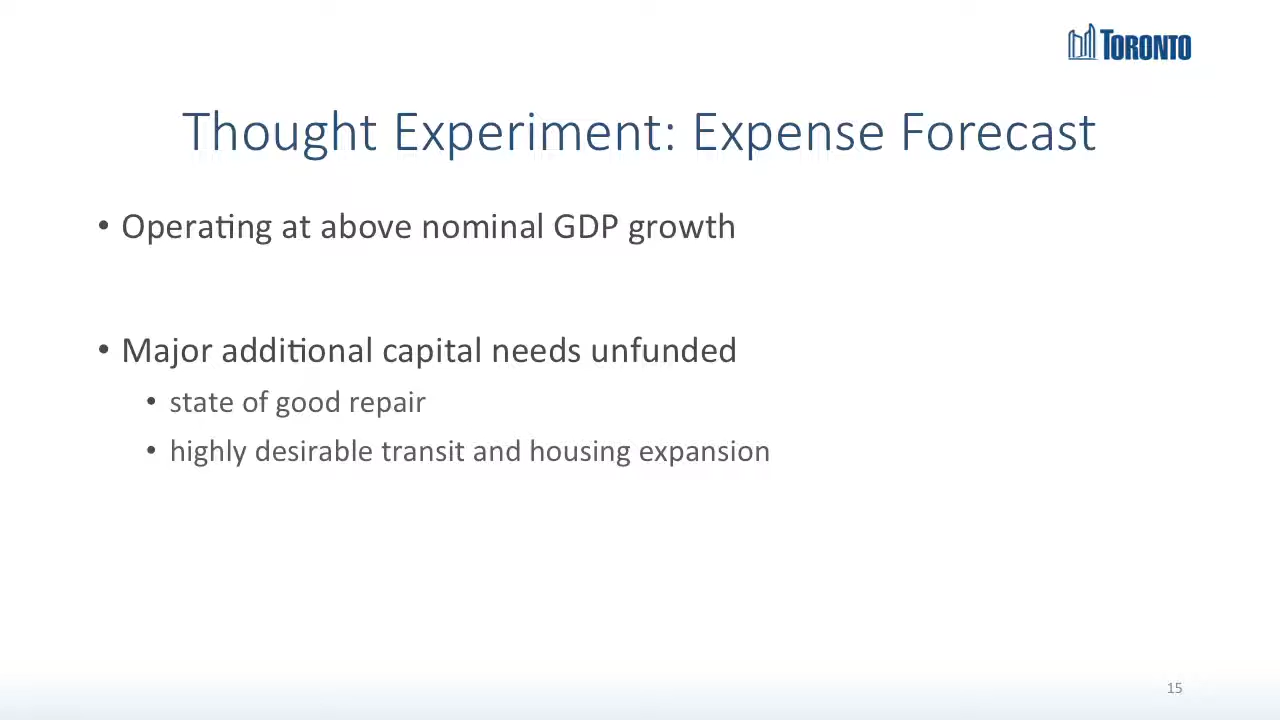 TORONTO
Thought Experiment: Expense Forecast
• Operating at above nominal GDP growth
• Major additional capital needs unfunded
• state of good repair
• highly desirable transit and housing expansion
15